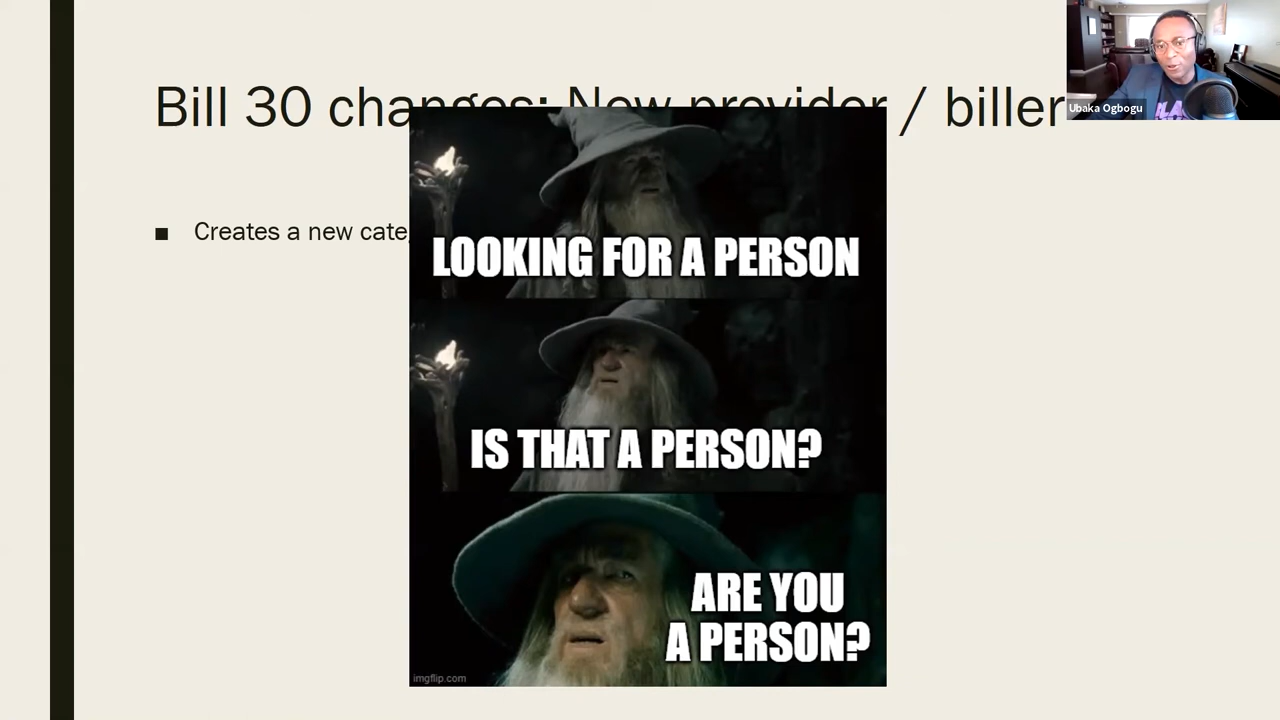 Bill 30 changes: New provider / biller
Ubaka Ogbogu
Creates a new cate
LOOKING FOR A PERSON
IS THAT A PERSON?
ARE YOU
A PERSON?
imgflip.com